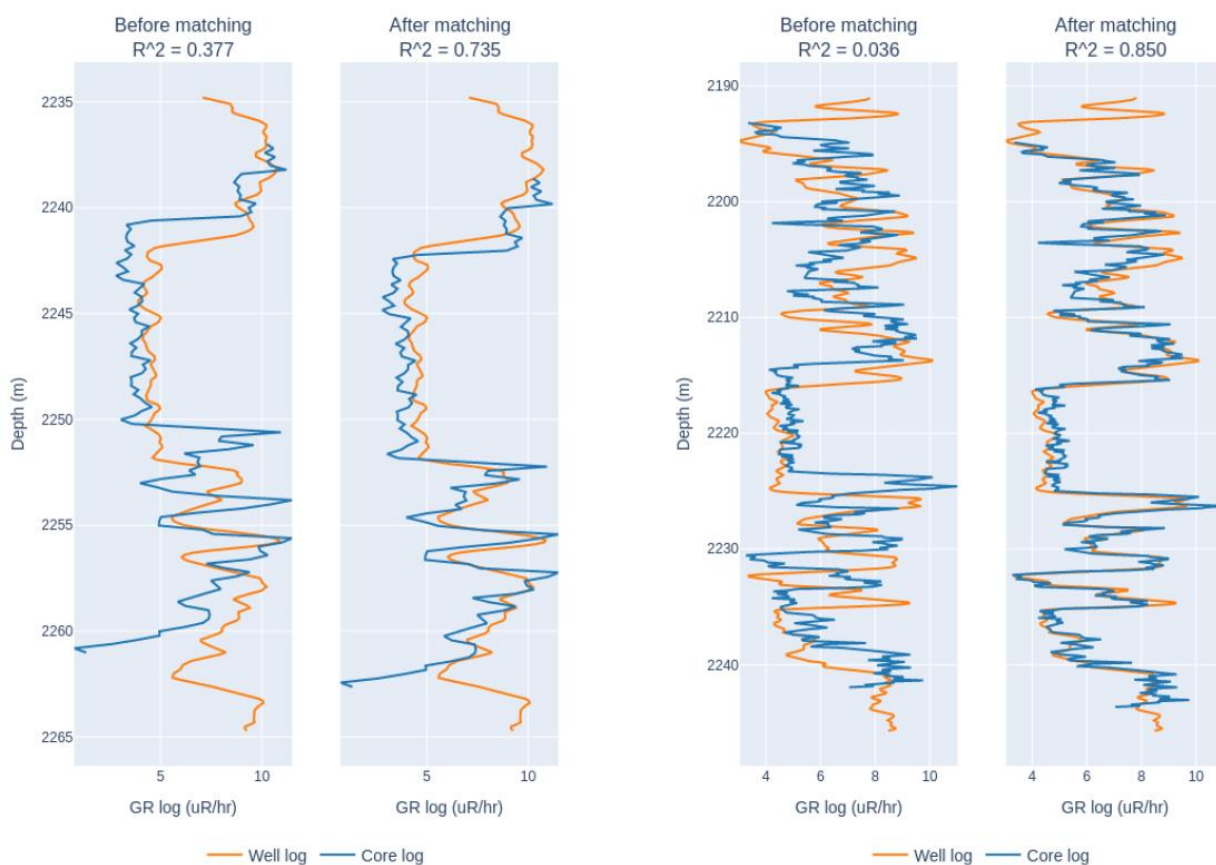 Before matching
R^2 = 0.377
After matching
R^2 = 0.735
2235
2240
2245
2250
2255
2260
2265
Depth (m)
5
10
5
10
GR log (uR/hr)
GR log (uR/hr)
Well log
Core log
Before matching
R^2 = 0.036
After matching
R^2 = 0.850
2190
2200
2210
2220
2230
2240
Depth (m)
4
6
8
10
4
6
8
10
GR log (uR/hr)
GR log (uR/hr)
Well log
Core log